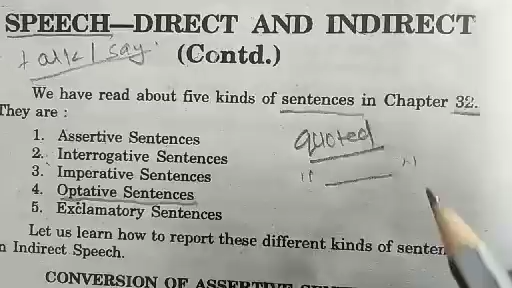 SPEECH—DIRECT AND INDIRECT
talk / say
(Contd.)
We have read about five kinds of sentences in Chapter 32.
They are :
1. Assertive Sentences
quoted
2. Interrogative Sentences
3. Imperative Sentences
" "
4. Optative Sentences
5. Exclamatory Sentences
Let us learn how to report these different kinds of senten
n Indirect Speech.
CONVERSION OF